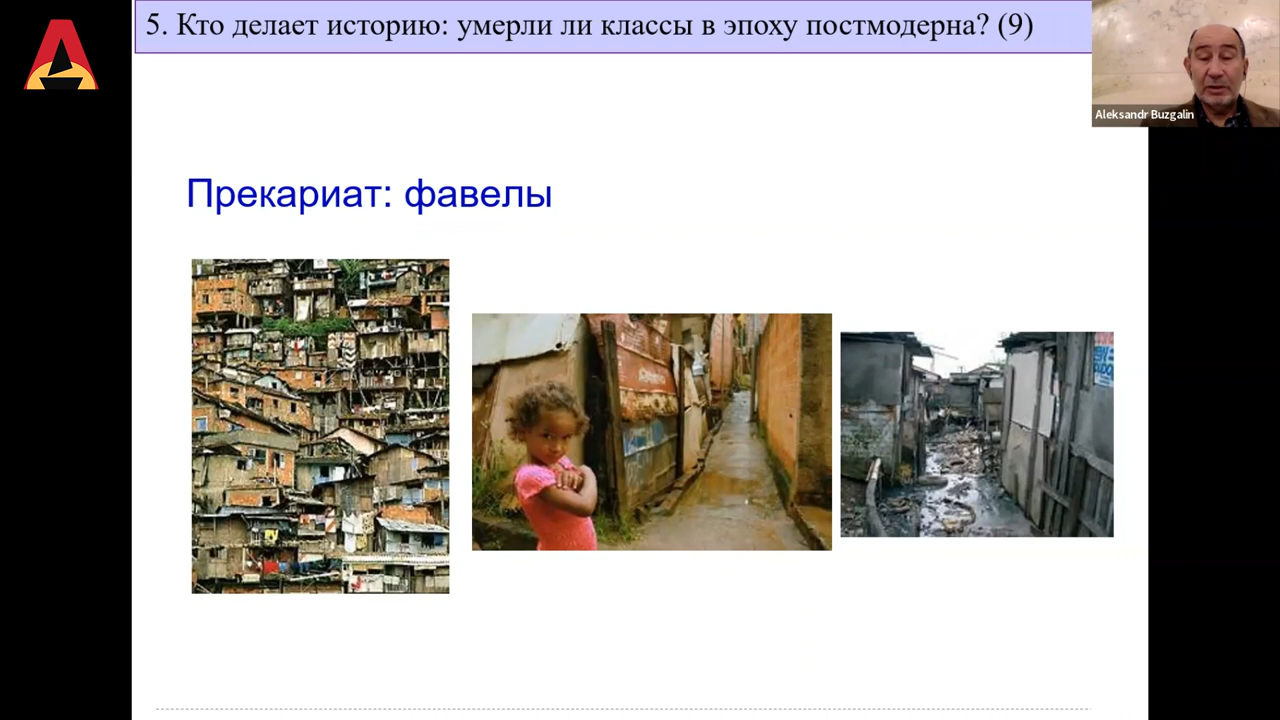 5. Кто делает историю: умерли ли классы в эпоху постмодерна? (9)
Aleksandr Buzgalin
Прекариат: фавелы